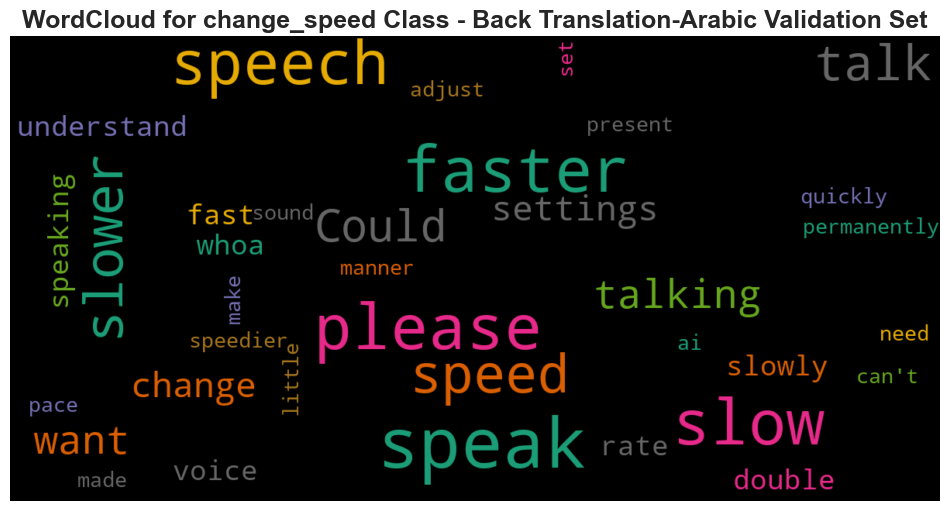 WordCloud for change_speed Class - Back Translation-Arabic Validation Set
speech
set
talk
adjust
understand
present
faster
slower
speaking
quickly
fast
sound
Could
settings
permanently
whoa
manner
make
talking
please
speedier
ai
need
little
speed
slowly
can't
change
pace
slow
want
speak
rate
voice
made
double